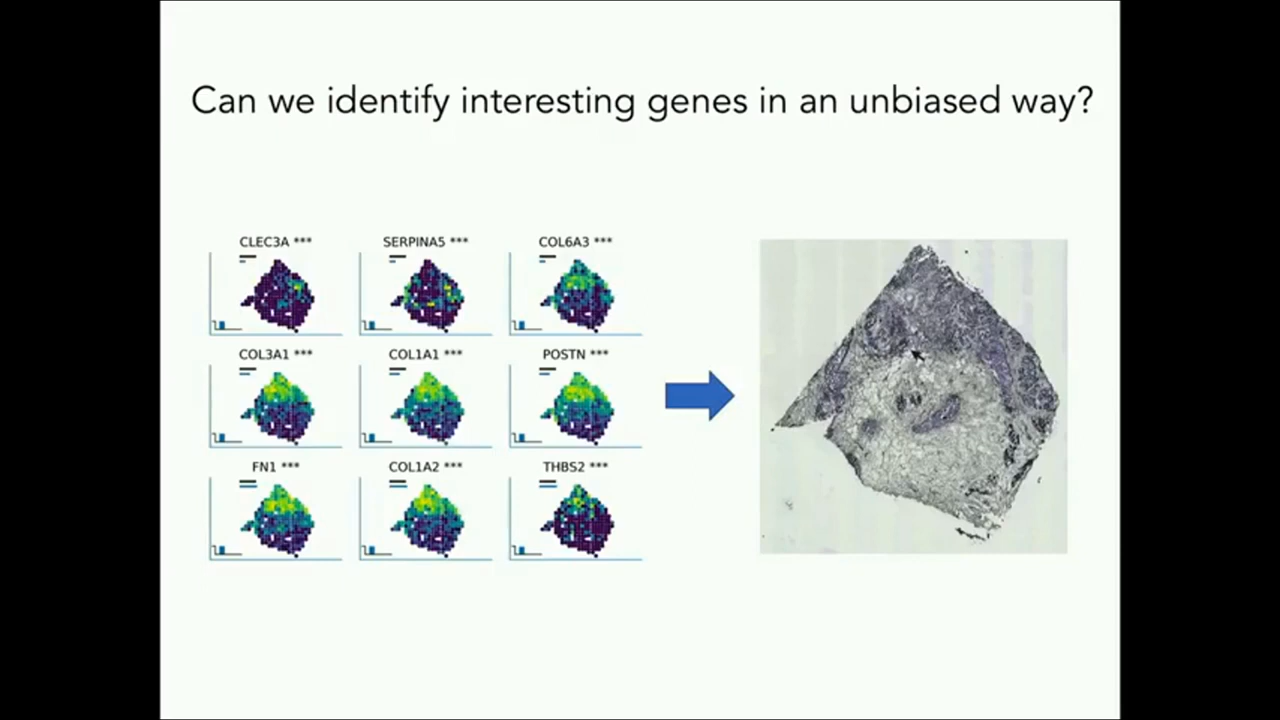 Can we identify interesting genes in an unbiased way?
CLEC3A *** SERPINA5 *** COL6A3 ***
COL3A1 *** COL1A1 *** POSTN ***
FN1 *** COL1A2 *** THBS2 ***